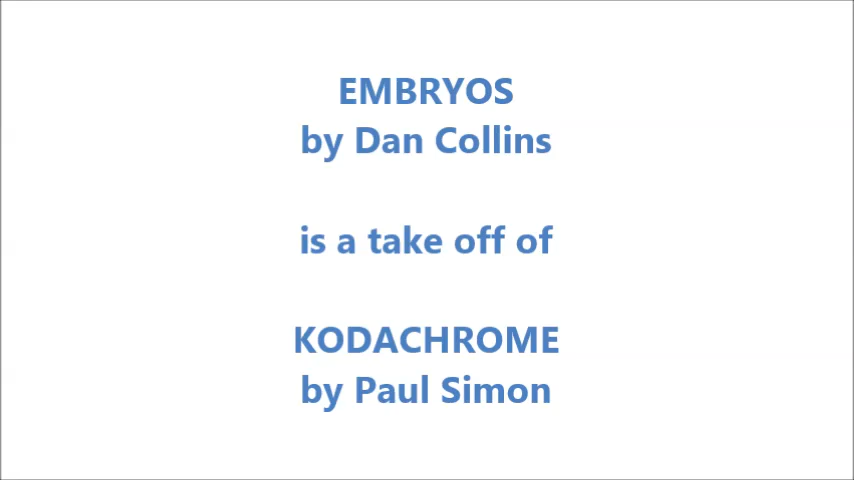 EMBRYOS
by Dan Collins
is a take off of
KODACHROME
by Paul Simon